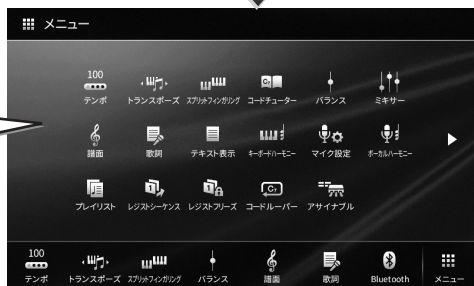 メニュー
100
テンポ トランスポーズ スプリットフィンガリング コードチューター バランス ミキサー
譜面 歌詞 テキスト表示 キーボードハーモニー マイク設定 ボーカルハーモニー
プレイリスト レジストシーケンス レジストフリーズ コードルーパー アサイナブル
100
テンポ トランスポーズ スプリットフィンガリング バランス 譜面 歌詞 Bluetooth メニュー